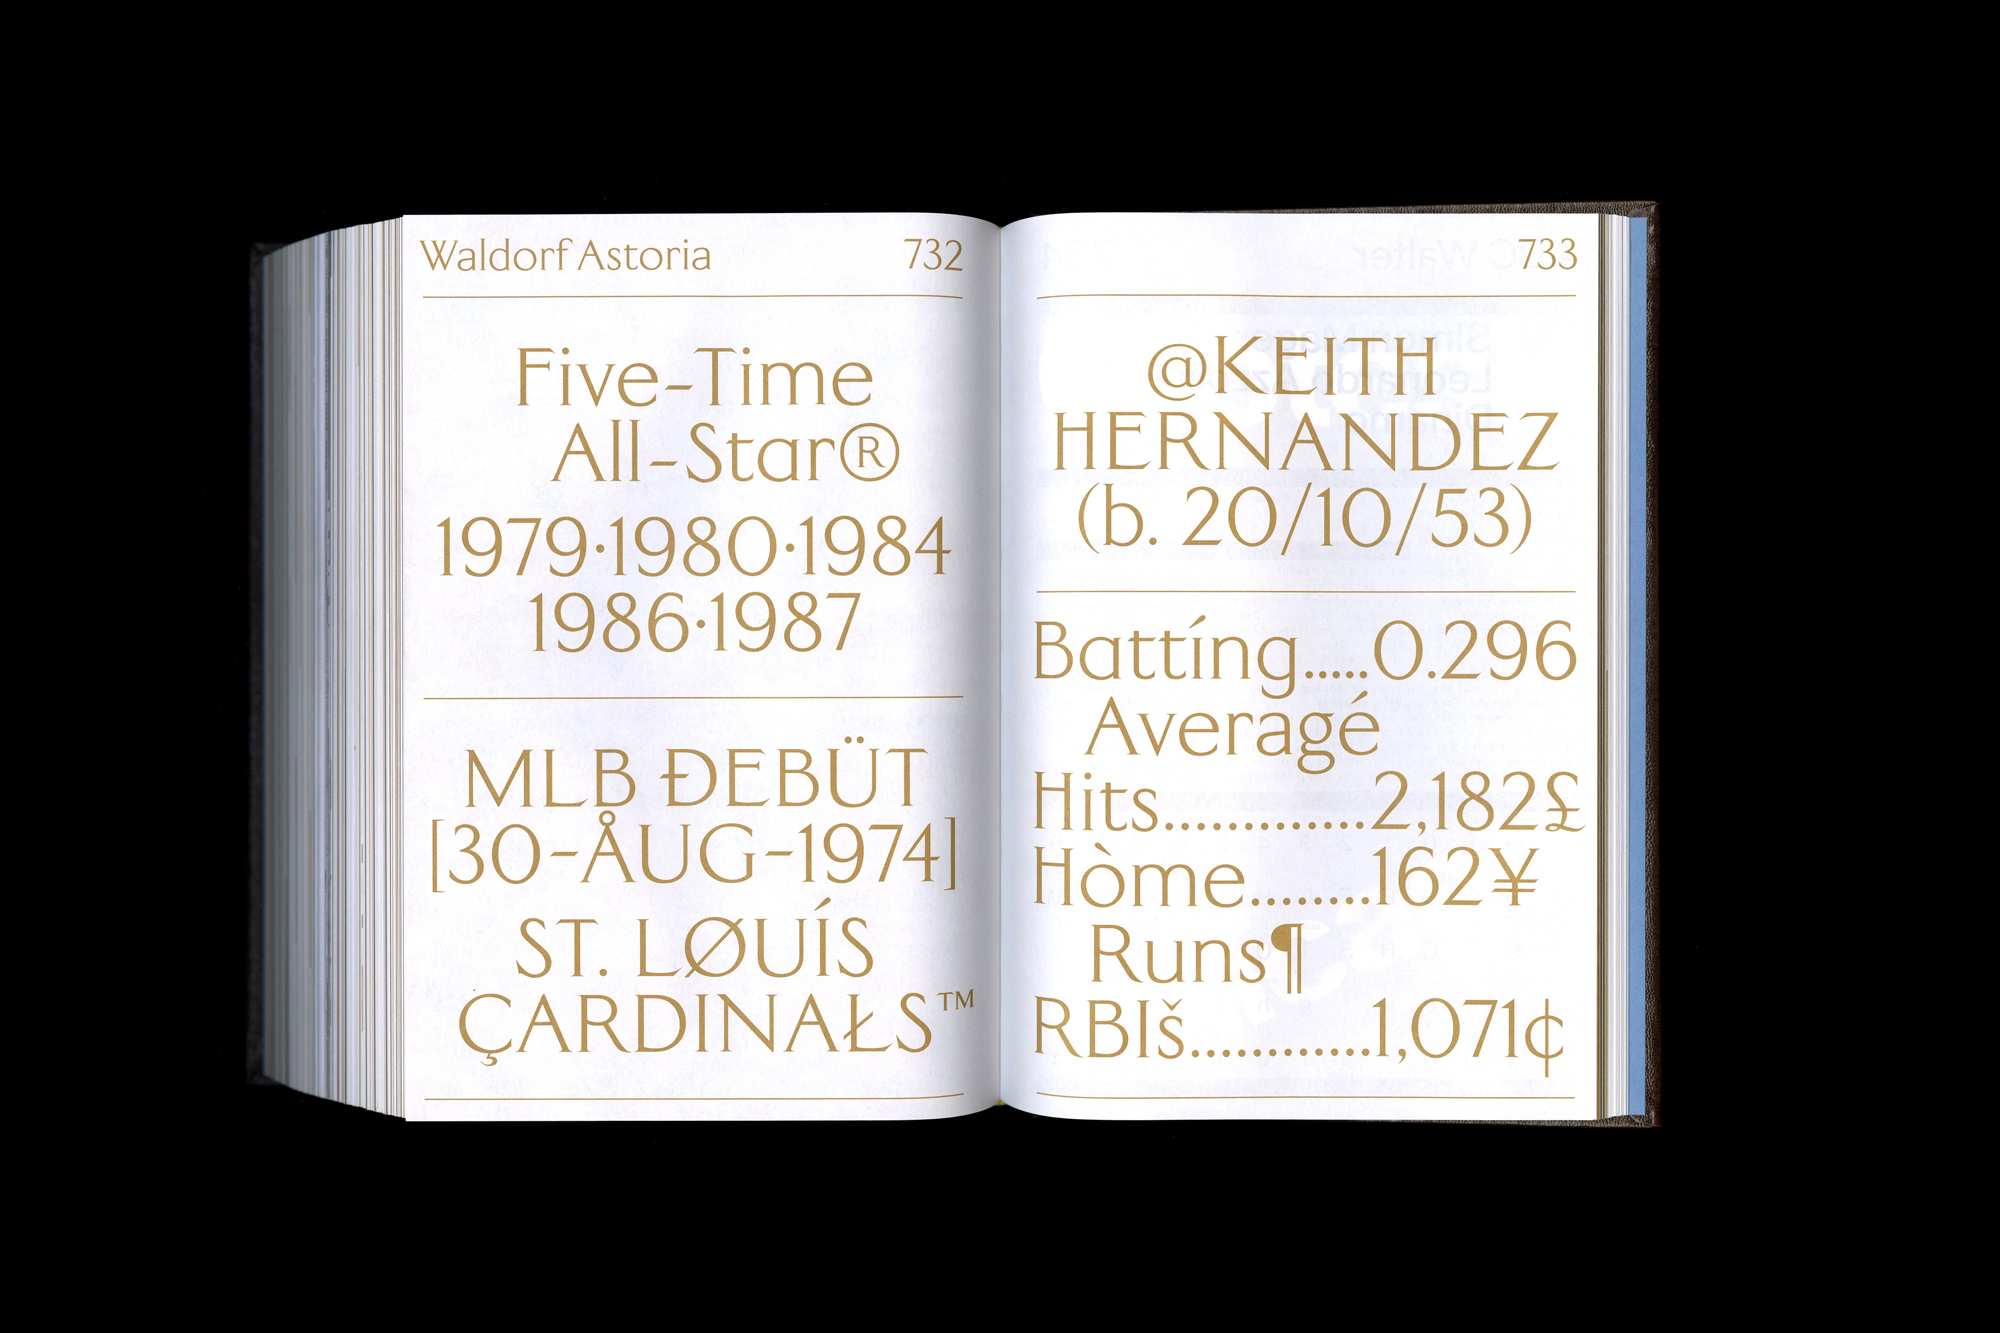 Waldorf Astoria 732
Five-Time
All-Star®
1979·1980·1984
1986·1987
MLB ÐEBÜT
[30-ÅUG-1974]
ST. LØUÍS
ÇARDINAŁS™
733
@KEITH
HERNANDEZ
(b. 20/10/53)
Battíng.....0.296
Averagé
Hits..............2,182£
Hòme........162¥
Runs¶
RBIš.............1,071¢